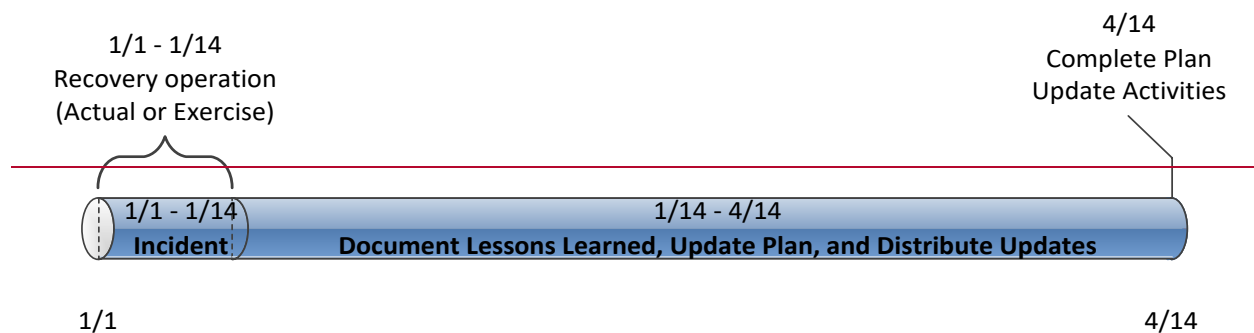 1/1 - 1/14
Recovery operation
(Actual or Exercise)
4/14
Complete Plan
Update Activities
1/1 - 1/14
Incident
1/14 - 4/14
Document Lessons Learned, Update Plan, and Distribute Updates
1/1
4/14